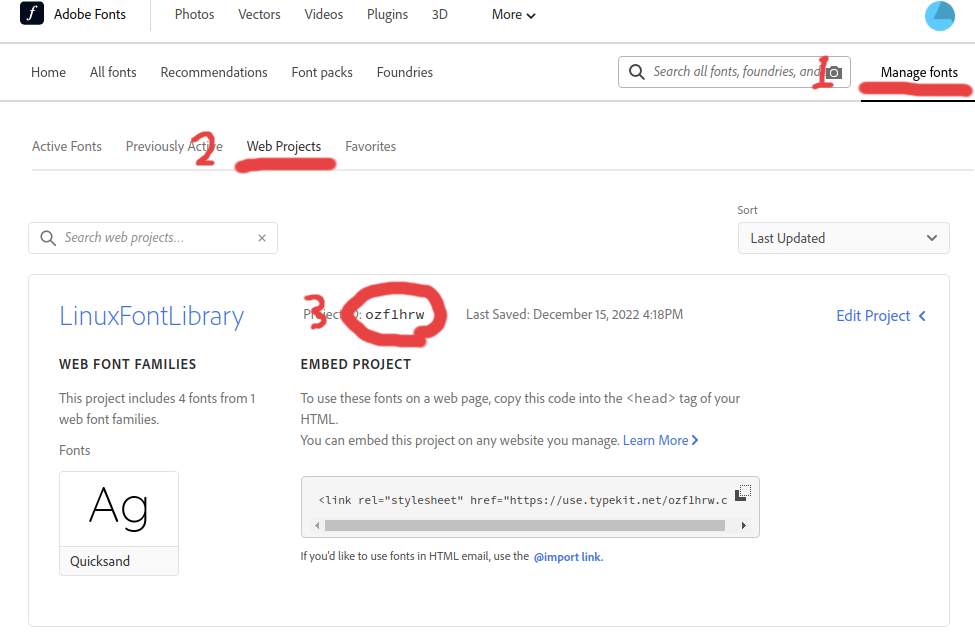 f Adobe Fonts Photos Vectors Videos Plugins 3D More
Home All fonts Recommendations Font packs Foundries Search all fonts, foundries, and 1 Manage fonts
Active Fonts Previously Active 2 Web Projects Favorites
Sort
Search web projects... × Last Updated
LinuxFontLibrary 3 Project ID: ozf1hrw Last Saved: December 15, 2022 4:18PM Edit Project
WEB FONT FAMILIES
This project includes 4 fonts from 1
web font families.
Fonts
Ag
Quicksand
EMBED PROJECT
To use these fonts on a web page, copy this code into the <head> tag of your
HTML.
You can embed this project on any website you manage. Learn More
<link rel="stylesheet" href="https://use.typekit.net/ozf1hrw.c
If you'd like to use fonts in HTML email, use the @import link.